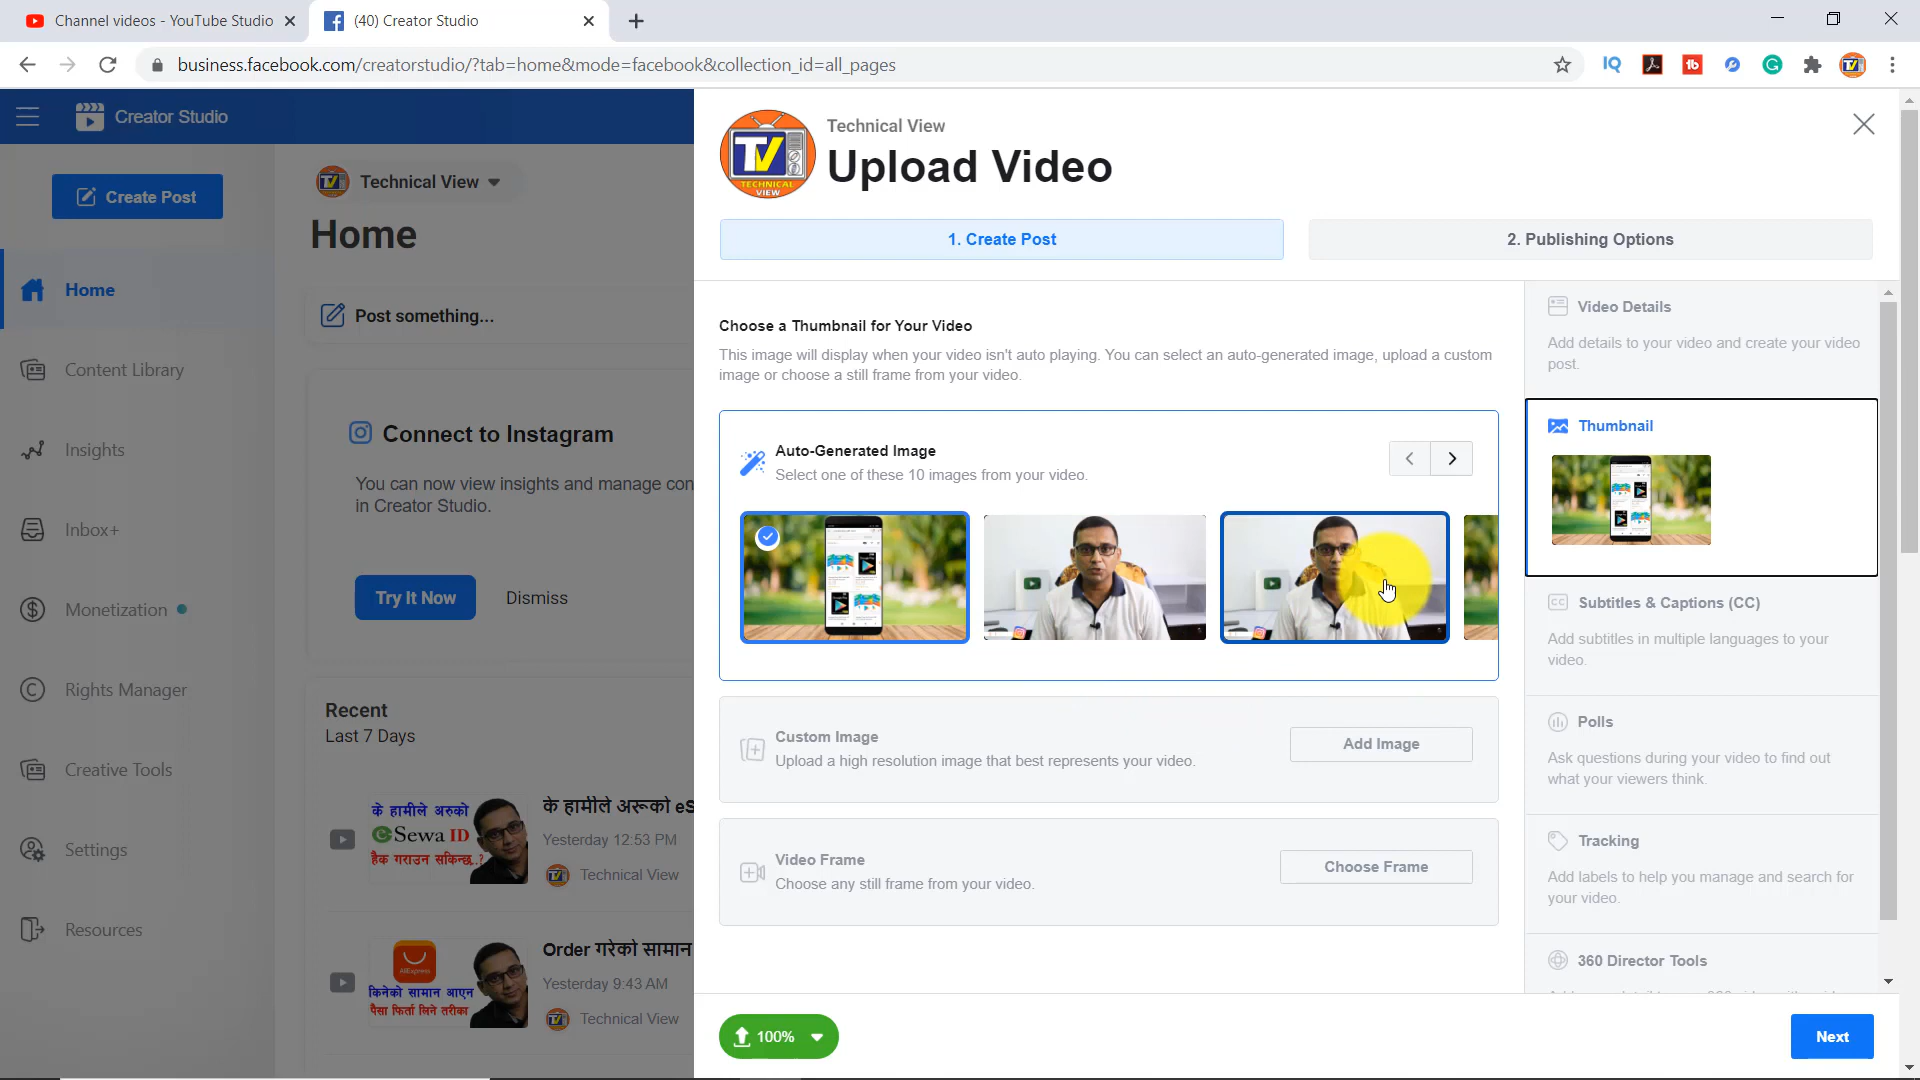 Channel videos - YouTube Studio
(40) Creator Studio
business.facebook.com/creatorstudio/?tab=home&mode=facebook&collection_id=all_pages
Creator Studio
Create Post
Home
Content Library
Insights
Inbox+
Monetization
Rights Manager
Creative Tools
Settings
Resources
Technical View
Home
Post something...
Connect to Instagram
You can now view insights and manage con
in Creator Studio.
Try It Now
Dismiss
Recent
Last 7 Days
के हामीले अरुको
eSewa ID
हैक गराउन सकिन्छ..?
के हामीले अरूको eS
Yesterday 12:53 PM
Technical View
AliExpress
किनेको सामान आएन
पैसा फिर्ता लिने तरीका
Order गरेको सामान
Yesterday 9:43 AM
Technical View
TV
TECHNICAL
VIEW
Technical View
Upload Video
1. Create Post
2. Publishing Options
Choose a Thumbnail for Your Video
This image will display when your video isn't auto playing. You can select an auto-generated image, upload a custom
image or choose a still frame from your video.
Auto-Generated Image
Select one of these 10 images from your video.
Custom Image
Upload a high resolution image that best represents your video.
Add Image
Video Frame
Choose any still frame from your video.
Choose Frame
Video Details
Add details to your video and create your video
post.
Thumbnail
Subtitles & Captions (CC)
Add subtitles in multiple languages to your
video.
Polls
Ask questions during your video to find out
what your viewers think.
Tracking
Add labels to help you manage and search for
your video.
360 Director Tools
100%
Next